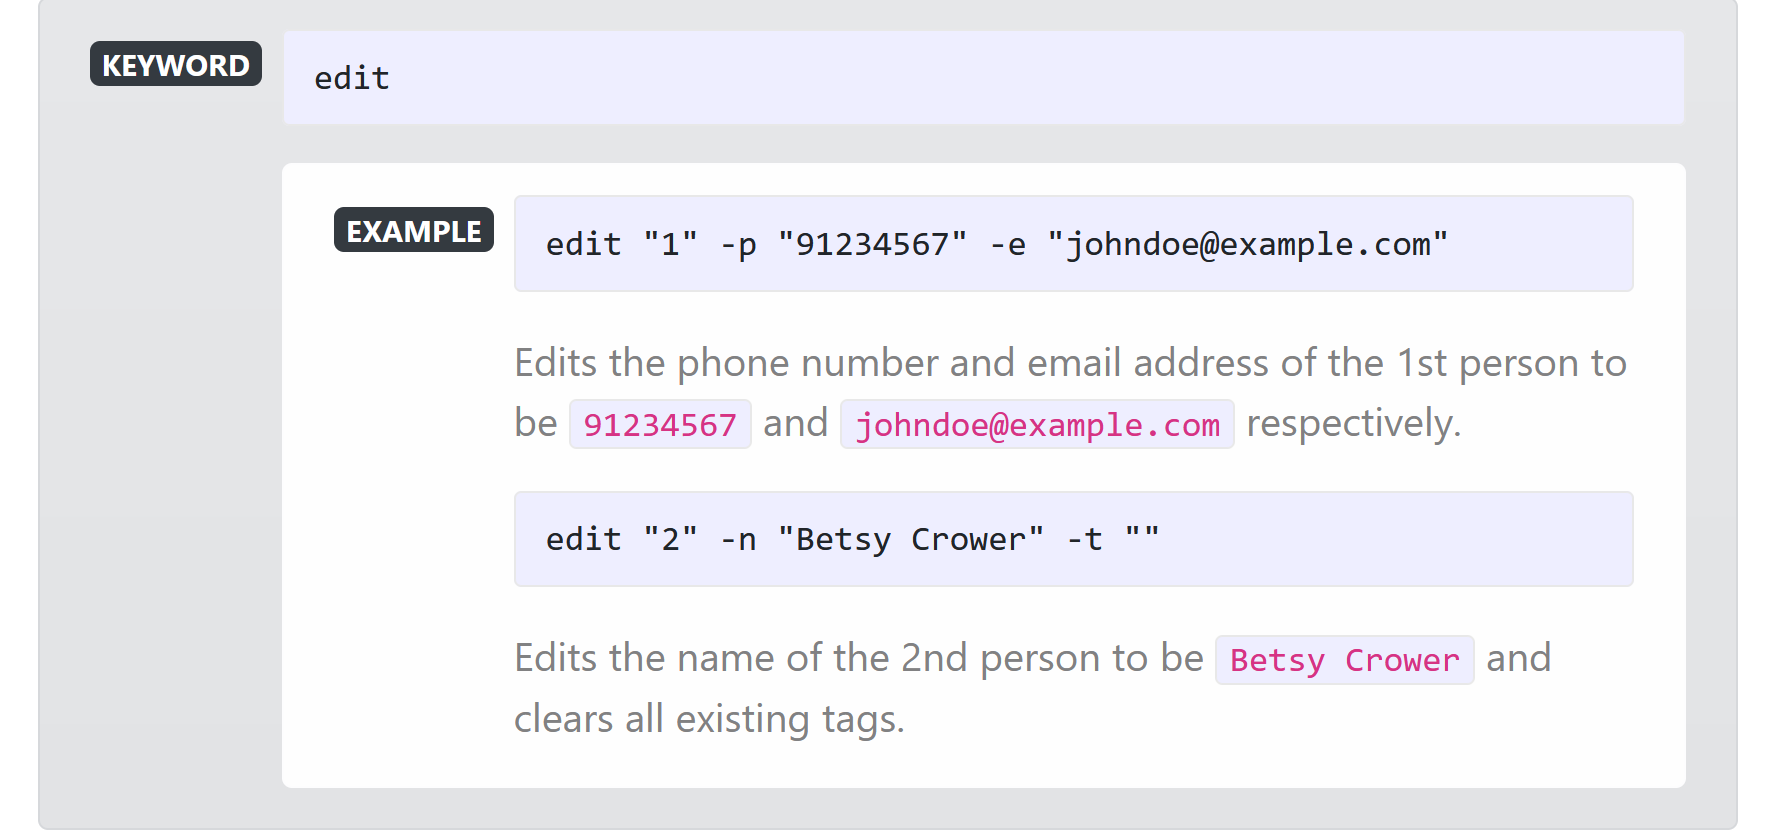 KEYWORD
edit
EXAMPLE
edit "1" -p "91234567" -e "johndoe@example.com"
Edits the phone number and email address of the 1st person to
be 91234567 and johndoe@example.com respectively.
edit "2" -n "Betsy Crower" -t ""
Edits the name of the 2nd person to be Betsy Crower and
clears all existing tags.